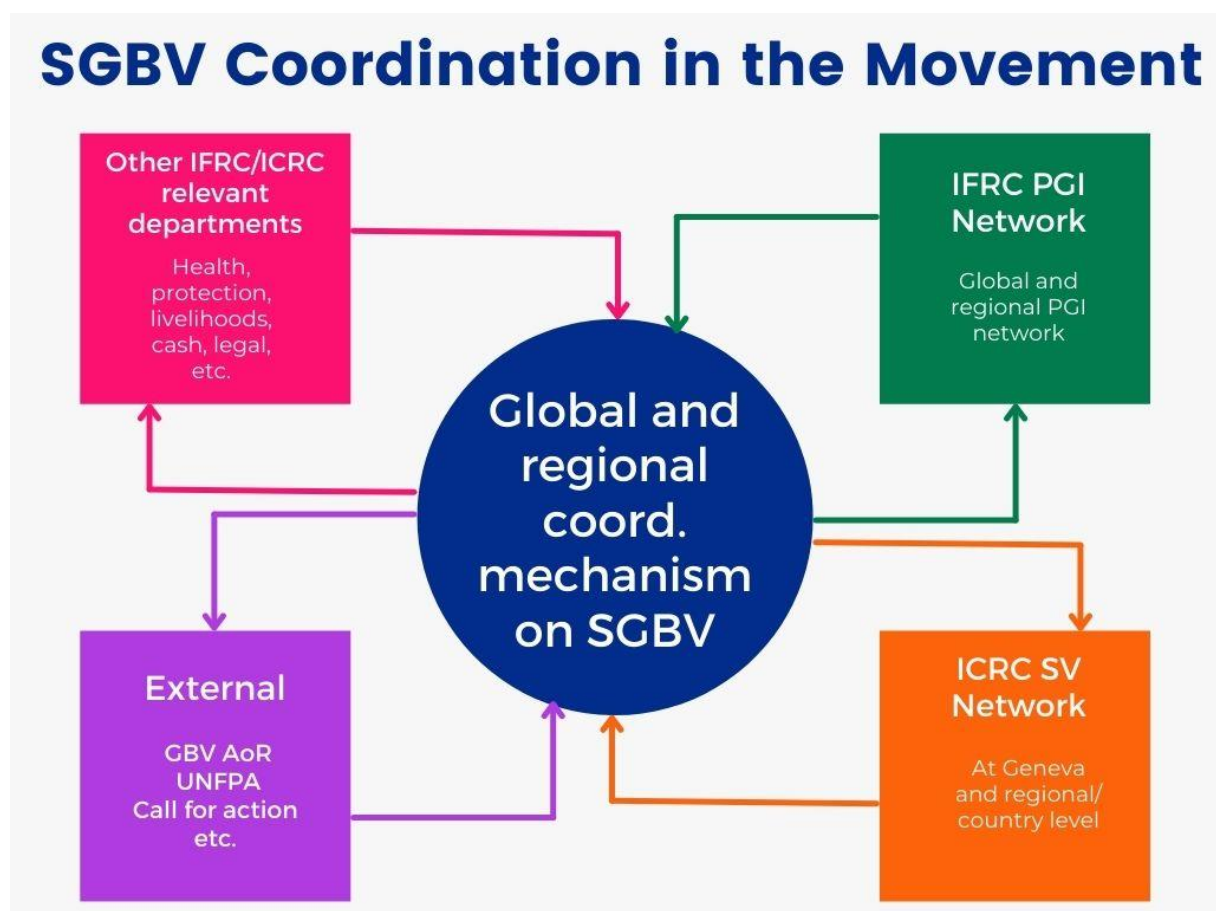 SGBV Coordination in the Movement
Other IFRC/ICRC
relevant
departments
Health,
protection,
livelihoods,
cash, legal,
etc.
IFRC PGI
Network
Global and
regional PGI
network
Global and
regional
coord.
mechanism
on SGBV
External
GBV AoR
UNFPA
Call for action
etc.
ICRC SV
Network
At Geneva
and regional/
country level